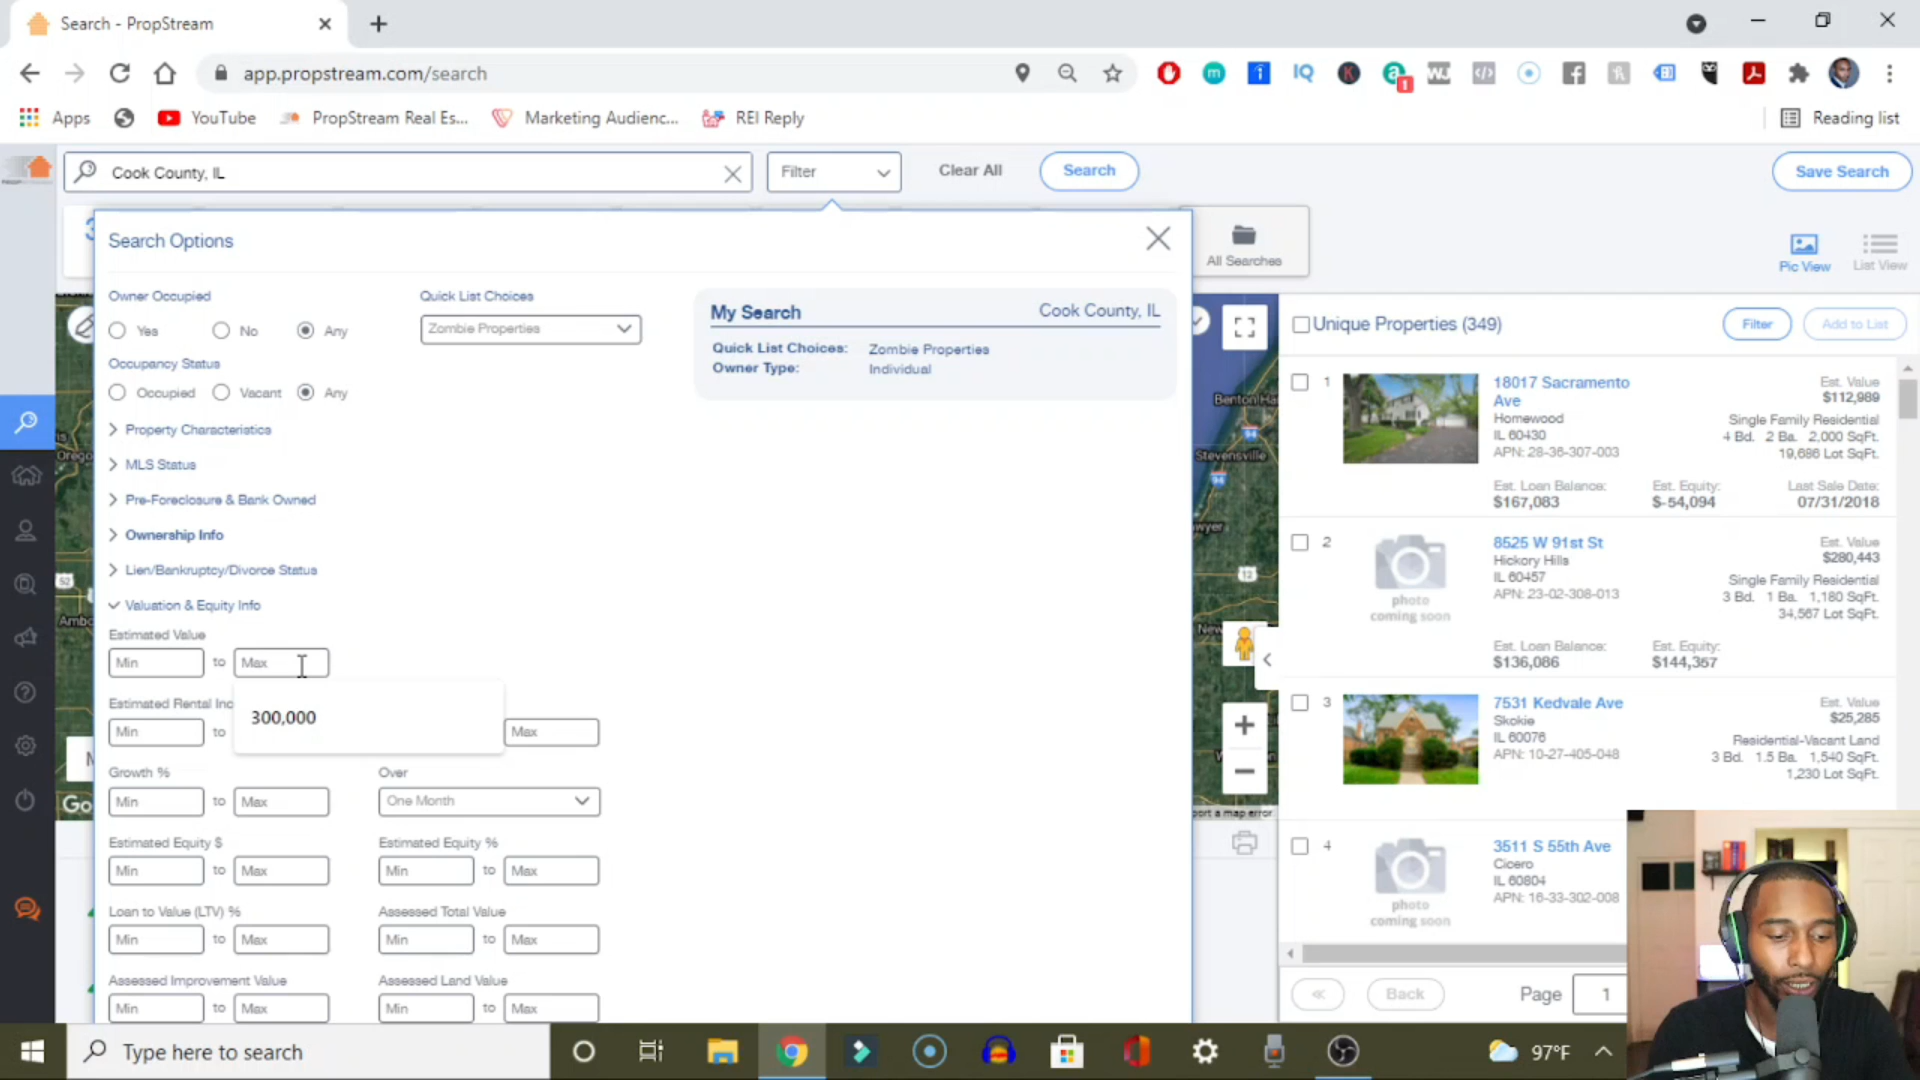 Search - PropStream
app.propstream.com/search
Apps
YouTube
PropStream Real Es...
Marketing Audienc...
REI Reply
Reading list
Cook County, IL
Filter
Clear All
Search
Save Search
Search Options
All Searches
Pic View
List View
Owner Occupied
Yes
No
Any
Quick List Choices
Zombie Properties
Occupancy Status
Occupied
Vacant
Any
Property Characteristics
MLS Status
Pre-Foreclosure & Bank Owned
Ownership Info
Lien/Bankruptcy/Divorce Status
Valuation & Equity Info
Estimated Value
Min to Max
300,000
Estimated Rental Inc
Min to
Max
Growth %
Min to Max
Over
One Month
Estimated Equity $
Min to Max
Estimated Equity %
Min to Max
Loan to Value (LTV) %
Min to Max
Assessed Total Value
Min to Max
Assessed Improvement Value
Min to Max
Assessed Land Value
Min to Max
My Search
Cook County, IL
Quick List Choices: Zombie Properties
Owner Type: Individual
Benton Ha
Stevensville
94
94
12
52
Unique Properties (349)
Filter
Add to List
1
18017 Sacramento
Ave
Homewood
IL 60430
APN: 28-36-307-003
Est. Value
$112,989
Single Family Residential
4 Bd. 2 Ba. 2,000 SqFt.
19,686 Lot SqFt.
Est. Loan Balance:
$167,083
Est. Equity:
$-54,094
Last Sale Date:
07/31/2018
2
photo
coming soon
8525 W 91st St
Hickory Hills
IL 60457
APN: 23-02-308-013
Est. Value
$280,443
Single Family Residential
3 Bd. 1 Ba. 1,180 SqFt.
34,567 Lot SqFt.
Est. Loan Balance:
$136,086
Est. Equity:
$144,357
3
7531 Kedvale Ave
Skokie
IL 60076
APN: 10-27-405-048
Est. Value
$25,285
Residential-Vacant Land
3 Bd. 1.5 Ba. 1,540 SqFt.
1,230 Lot SqFt.
4
photo
coming soon
3511 S 55th Ave
Cicero
IL 60804
APN: 16-33-302-008
port a map error
Back
Page
1
Type here to search
97°F